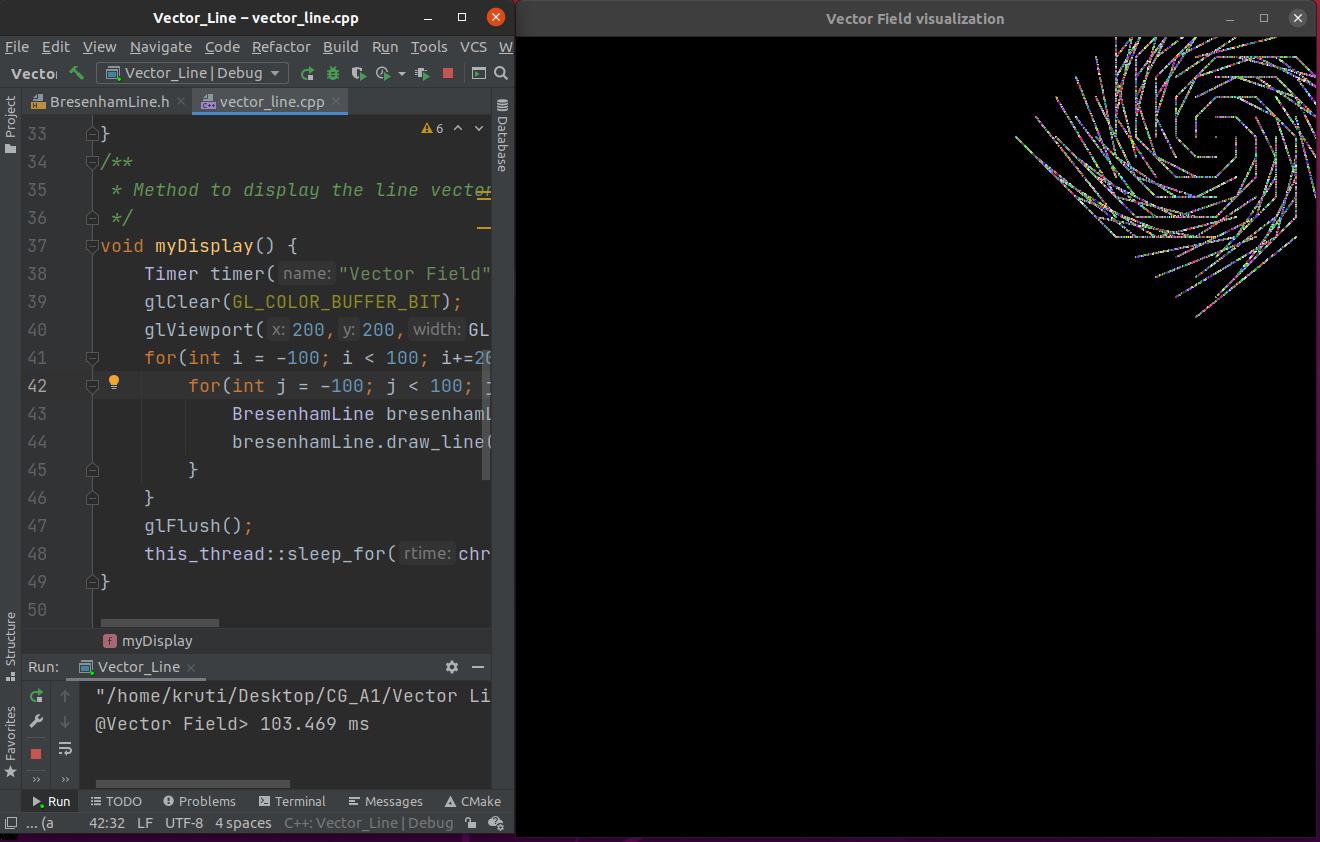 Vector_Line – vector_line.cpp
File Edit View Navigate Code Refactor Build Run Tools VCS W
Vecto Vector_Line | Debug
BresenhamLine.h vector_line.cpp
Project
Structure
Favorites
Database
6
33 }
34 /**
35 * Method to display the line vector
36 */
37 void myDisplay() {
38 Timer timer( name: "Vector Field"
39 glClear(GL_COLOR_BUFFER_BIT);
40 glViewport( x: 200, y: 200, width: GL
41 for(int i = -100; i < 100; i+=20
42 for(int j = -100; j < 100; j
43 BresenhamLine bresenhamL
44 bresenhamLine.draw_line(
45 }
46 }
47 glFlush();
48 this_thread::sleep_for( rtime: chr
49 }
50
f myDisplay
Run: Vector_Line
"/home/kruti/Desktop/CG_A1/Vector Li
@Vector Field> 103.469 ms
Run TODO Problems Terminal Messages CMake
... (a 42:32 LF UTF-8 4 spaces C++: Vector_Line | Debug
Vector Field visualization